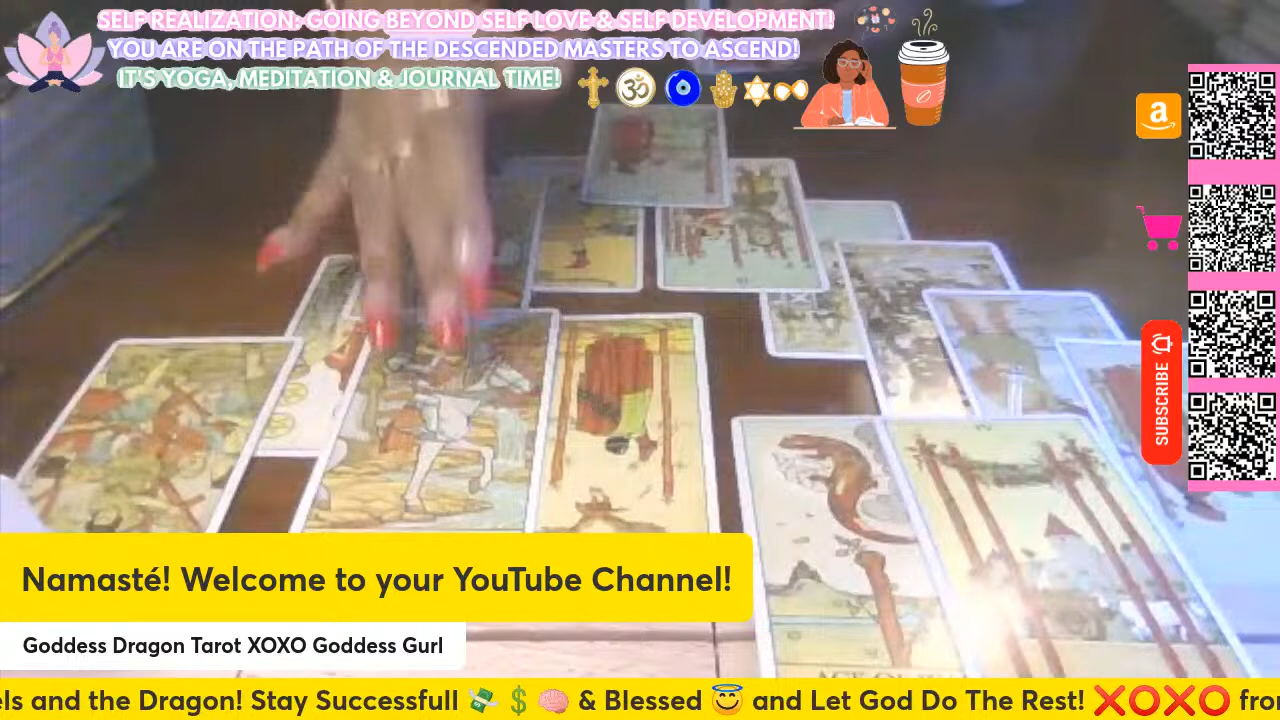 SELF REALIZATION: GOING BEYOND SELF LOVE & SELF DEVELOPMENT!
YOU ARE ON THE PATH OF THE DESCENDED MASTERS TO ASCEND!
IT'S YOGA, MEDITATION & JOURNAL TIME!
SUBSCRIBE
Namasté! Welcome to your YouTube Channel!
Goddess Dragon Tarot XOXO Goddess Gurl
els and the Dragon! Stay Successfull 💸💲🧠 & Blessed 😇 and Let God Do The Rest! ❌⭕❌⭕ from